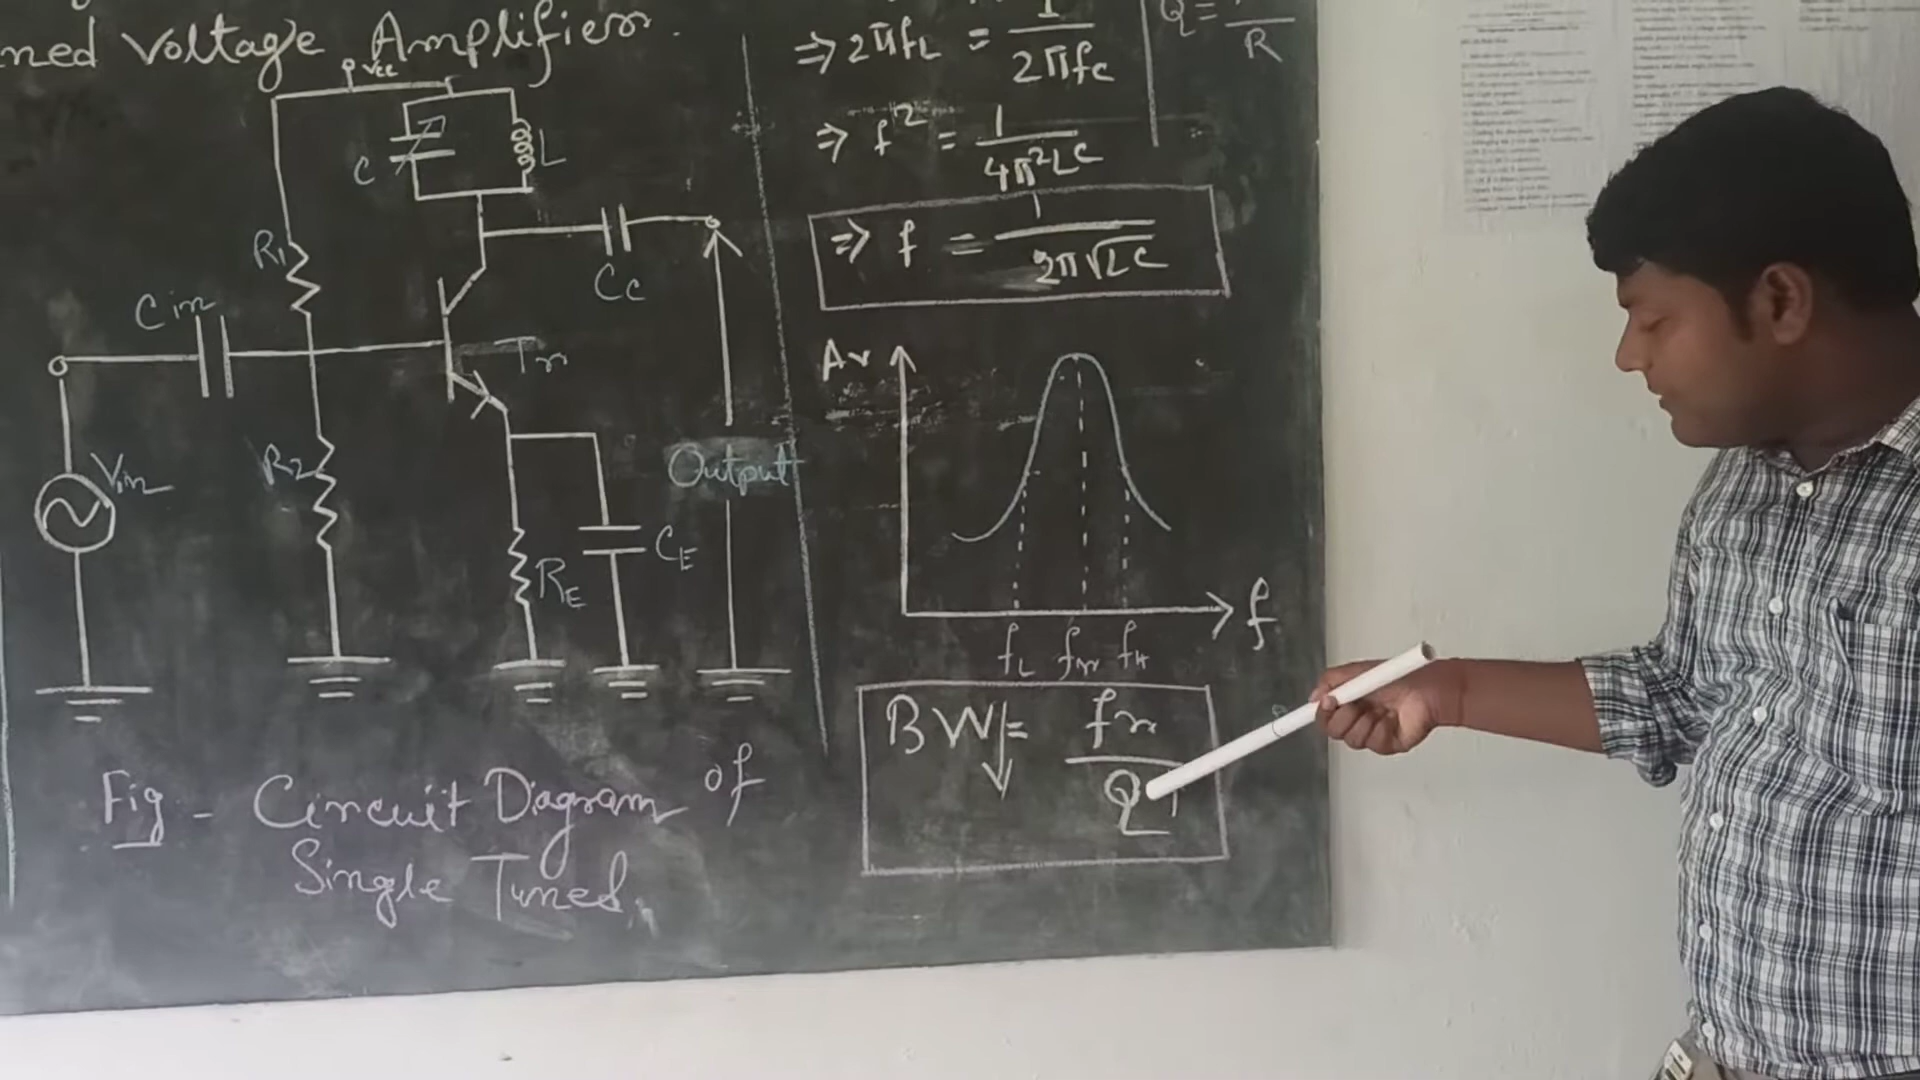 ned Voltage Amplifier.
Vcc
C
L
R1
Cc
Cin
Tr
Vin
R2
Output
RE
CE
Fig - Circuit Diagram of
Single Tuned.
⇒ 2πfL = 1/2πfc
⇒ f² = 1/4π²LC
⇒ f = 1/2π√LC
Q = /R
Av
f
fL fr fH
BW↓ = fr/Q↑